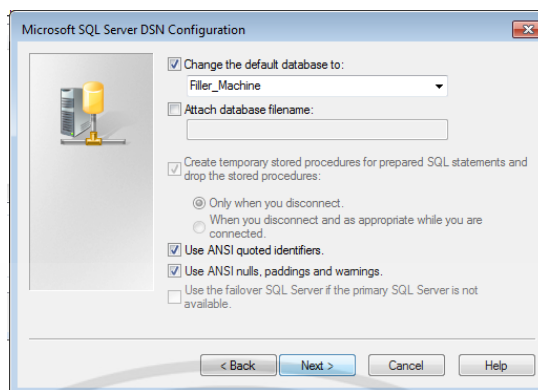 Microsoft SQL Server DSN Configuration
Change the default database to:
Filler_Machine
Attach database filename:
Create temporary stored procedures for prepared SQL statements and
drop the stored procedures:
Only when you disconnect.
When you disconnect and as appropriate while you are
connected.
Use ANSI quoted identifiers.
Use ANSI nulls, paddings and warnings.
Use the failover SQL Server if the primary SQL Server is not
available.
< Back
Next >
Cancel
Help